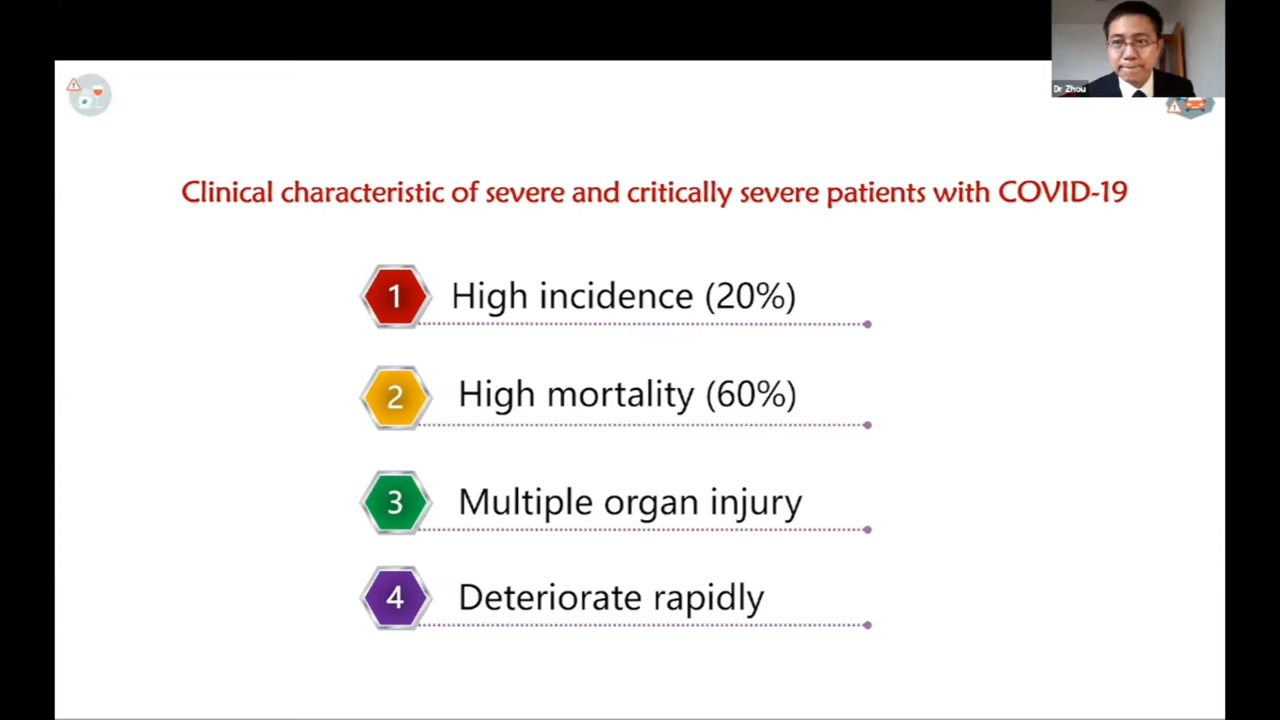 Dr Zhou
Clinical characteristic of severe and critically severe patients with COVID-19
1 High incidence (20%)
2 High mortality (60%)
3 Multiple organ injury
4 Deteriorate rapidly